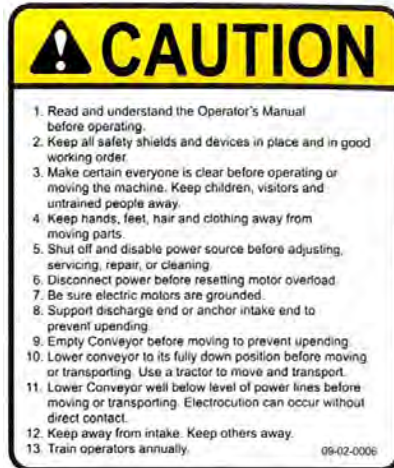 CAUTION
1. Read and understand the Operator's Manual
before operating.
2. Keep all safety shields and devices in place and in good
working order.
3. Make certain everyone is clear before operating or
moving the machine. Keep children, visitors and
untrained people away.
4. Keep hands, feet, hair and clothing away from
moving parts.
5. Shut off and disable power source before adjusting,
servicing, repair, or cleaning.
6. Disconnect power before resetting motor overload.
7. Be sure electric motors are grounded.
8. Support discharge end or anchor intake end to
prevent upending.
9. Empty Conveyor before moving to prevent upending.
10. Lower conveyor to its fully down position before moving
or transporting. Use a tractor to move and transport.
11. Lower Conveyor well below level of power lines before
moving or transporting. Electrocution can occur without
direct contact.
12. Keep away from intake. Keep others away.
13. Train operators annually. 09-02-0006